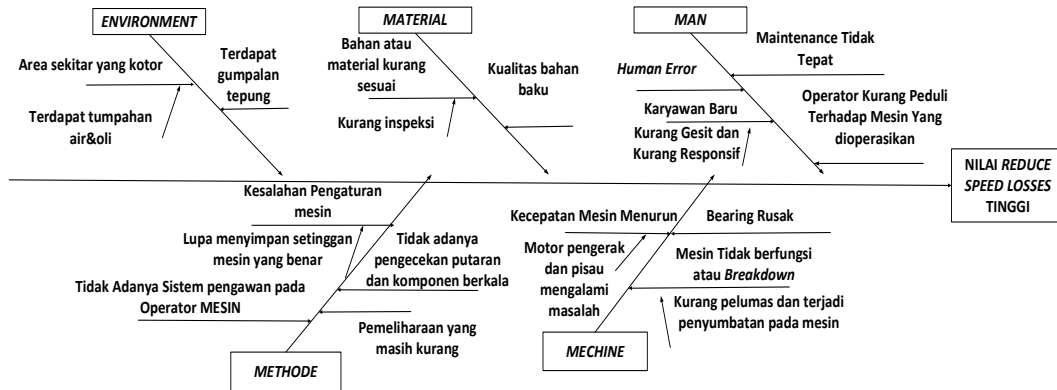 ENVIRONMENT
MATERIAL
MAN
Area sekitar yang kotor
Terdapat
gumpalan
tepung
Terdapat tumpahan
air&oli
Bahan atau
material kurang
sesuai
Kualitas bahan
baku
Kurang inspeksi
Maintenance Tidak
Tepat
Human Error
Karyawan Baru
Kurang Gesit dan
Kurang Responsif
Operator Kurang Peduli
Terhadap Mesin Yang
dioperasikan
NILAI REDUCE
SPEED LOSSES
TINGGI
Kesalahan Pengaturan
mesin
Lupa menyimpan setinggan
mesin yang benar
Tidak adanya
pengecekan putaran
dan komponen berkala
Tidak Adanya Sistem pengawan pada
Operator MESIN
Pemeliharaan yang
masih kurang
Kecepatan Mesin Menurun
Bearing Rusak
Motor pengerak
dan pisau
mengalami
masalah
Mesin Tidak berfungsi
atau Breakdown
Kurang pelumas dan terjadi
penyumbatan pada mesin
METHODE
MECHINE